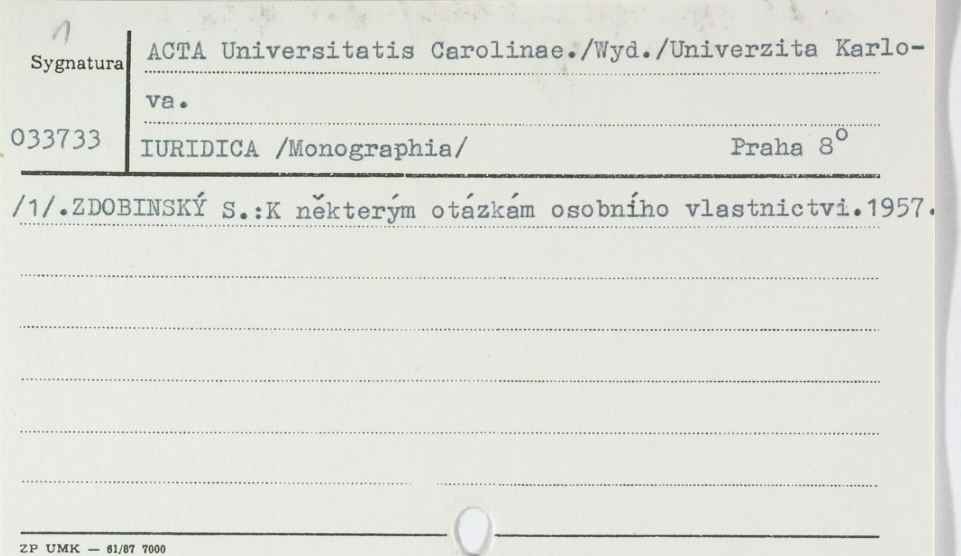 1
Sygnatura
ACTA Universitatis Carolinae./Wyd./Univerzita Karlo-
va.
033733
IURIDICA /Monographia/ Praha 8°
/1/.ZDOBINSKÝ S.:K některým otázkám osobního vlastnictvi.1957.
ZP UMK — 61/87 7000